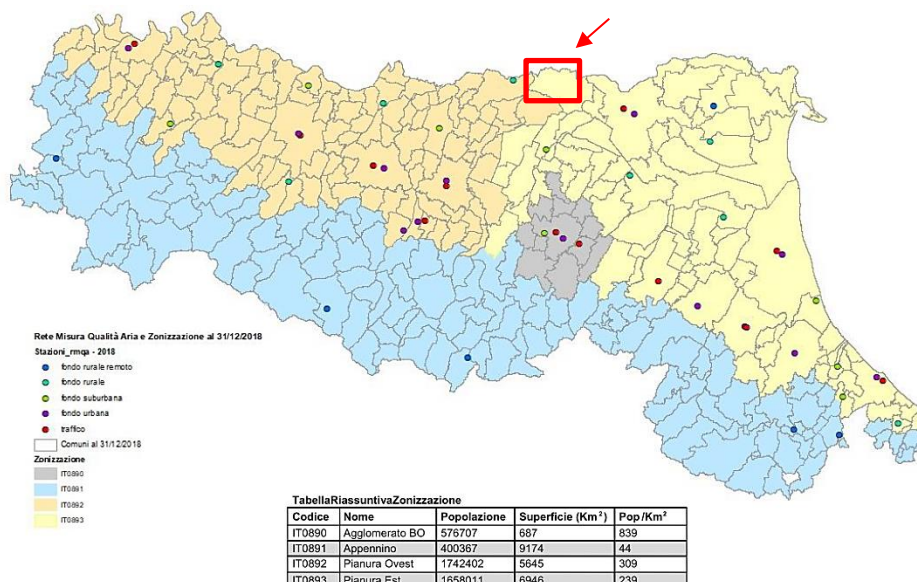 Rete Misura Qualità Aria e Zonizzazione al 31/12/2018
Stazioni_rmqa - 2018
fondo rurale remoto
fondo rurale
fondo suburbana
fondo urbana
traffico
Comuni al 31/12/2018
Zonizzazione
IT0890
IT0891
IT0892
IT0893
TabellaRiassuntivaZonizzazione
Codice Nome Popolazione Superficie (Km²) Pop/Km²
IT0890 Agglomerato BO 576707 687 839
IT0891 Appennino 400367 9174 44
IT0892 Pianura Ovest 1742402 5645 309
IT0893 Pianura Est 1658011 6946 239